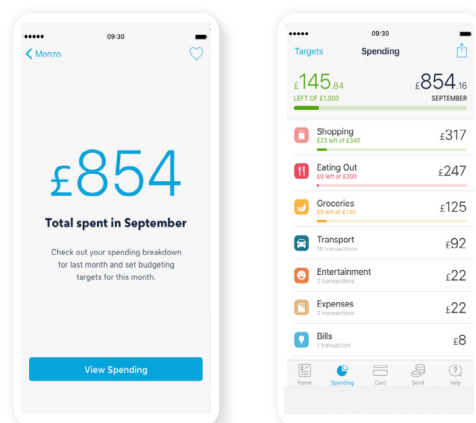 09:30
Monzo
£854
Total spent in September
Check out your spending breakdown
for last month and set budgeting
targets for this month.
View Spending
09:30
Targets
Spending
£145.84
£854.16
LEFT OF £1,000
SEPTEMBER
Shopping
£23 left of £340
£317
Eating Out
£0 left of £200
£247
Groceries
£5 left of £130
£125
Transport
18 transactions
£92
Entertainment
2 transactions
£22
Expenses
3 transactions
£22
Bills
1 transaction
£8
Home
Spending
Card
Send
Help